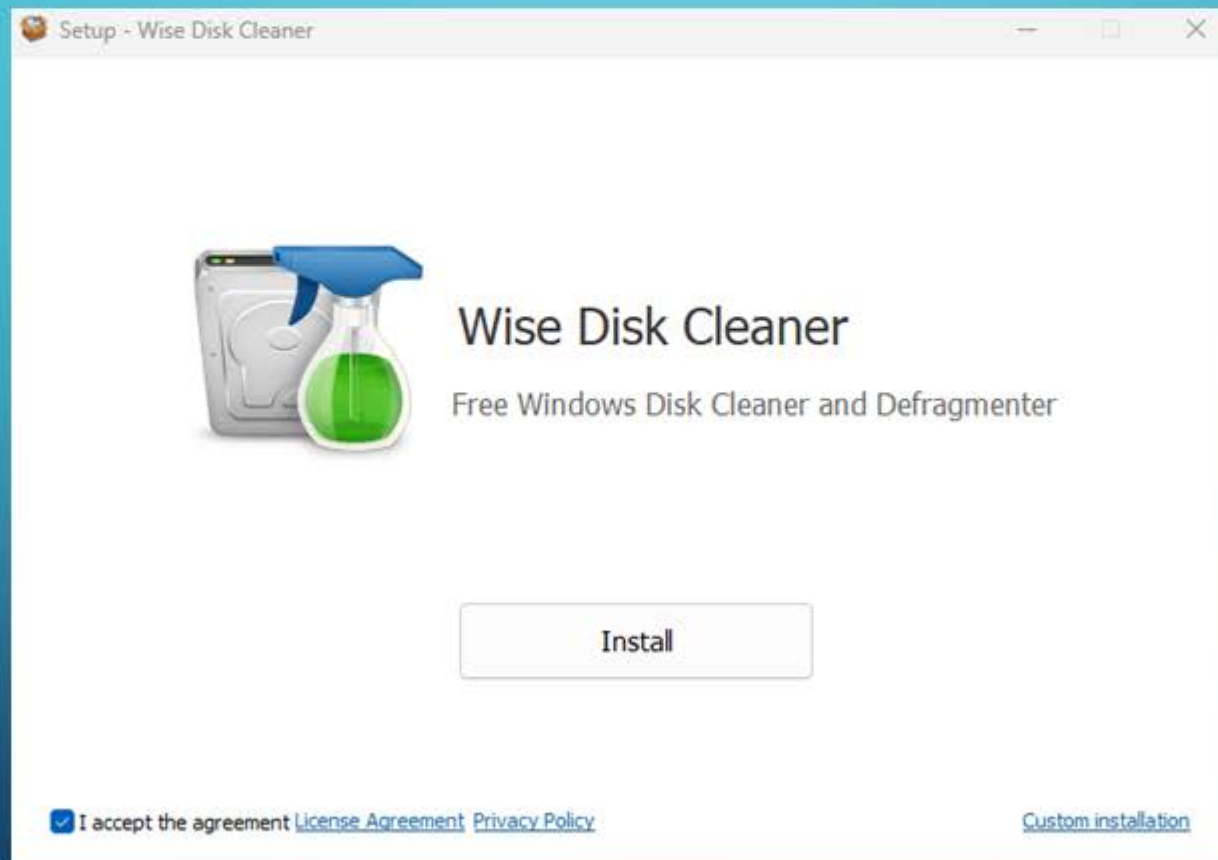 Setup - Wise Disk Cleaner
Wise Disk Cleaner
Free Windows Disk Cleaner and Defragmenter
Install
I accept the agreement License Agreement Privacy Policy
Custom installation